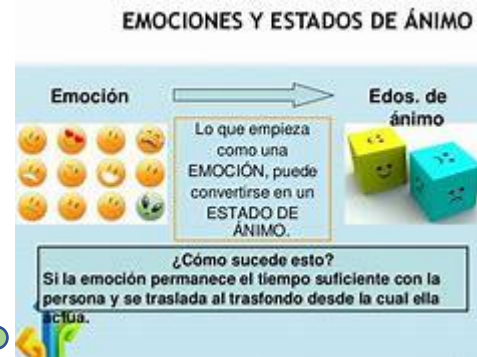 EMOCIONES Y ESTADOS DE ÁNIMO
Emoción
Edos. de
ánimo
Lo que empieza
como una
EMOCIÓN, puede
convertirse en un
ESTADO DE
ÁNIMO.
¿Cómo sucede esto?
Si la emoción permanece el tiempo suficiente con la
persona y se traslada al trasfondo desde la cual ella
actua.